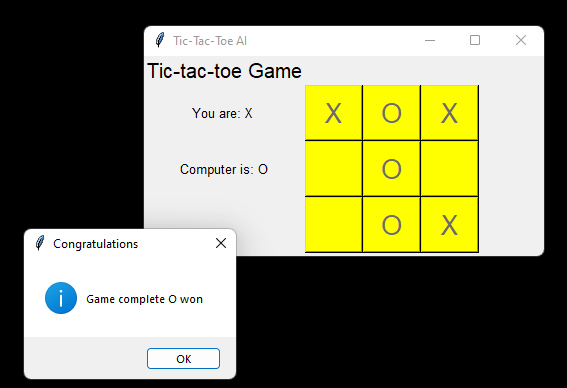 Tic-Tac-Toe AI
Tic-tac-toe Game
You are: X
X O X
Computer is: O
O
O X
Congratulations
Game complete O won
OK